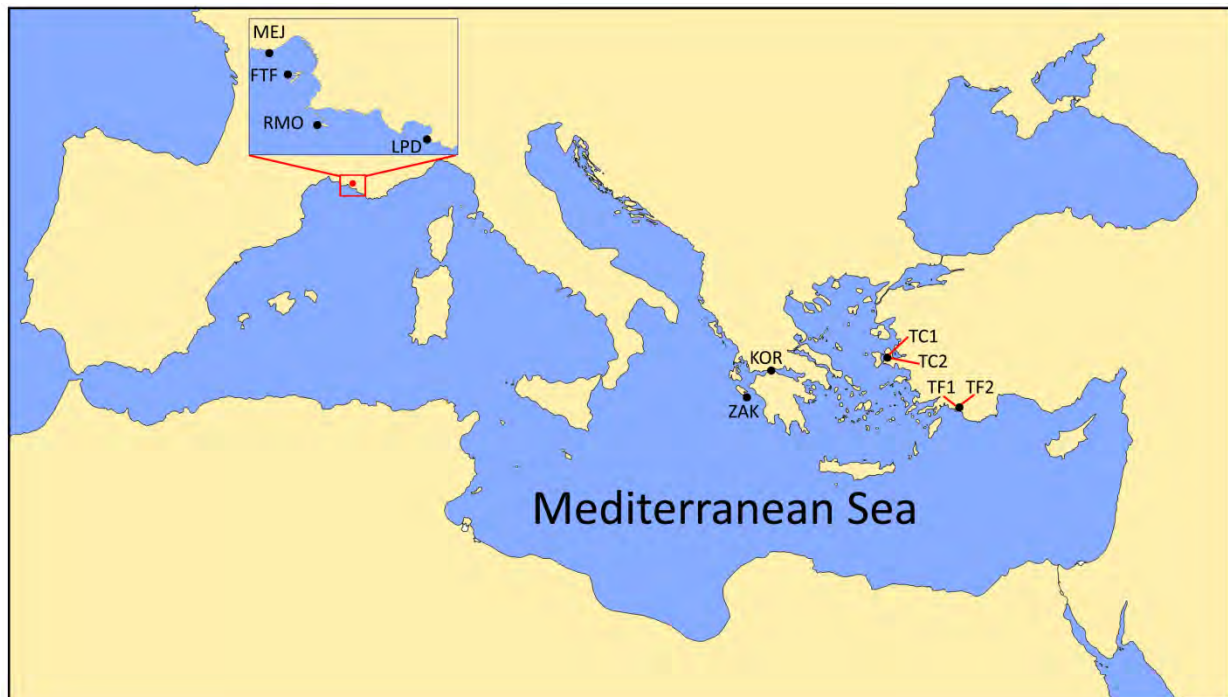 MEJ
FTF
RMO
LPD
TC1
KOR
TC2
TF1 TF2
ZAK
Mediterranean Sea